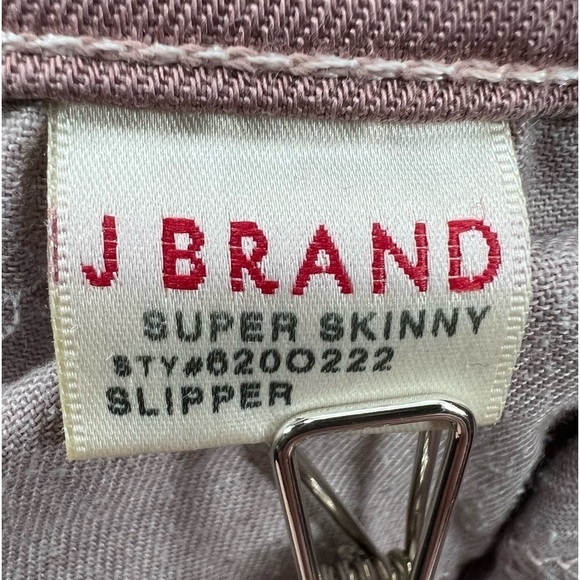 J BRAND
SUPER SKINNY
STY#620O222
SLIPPER